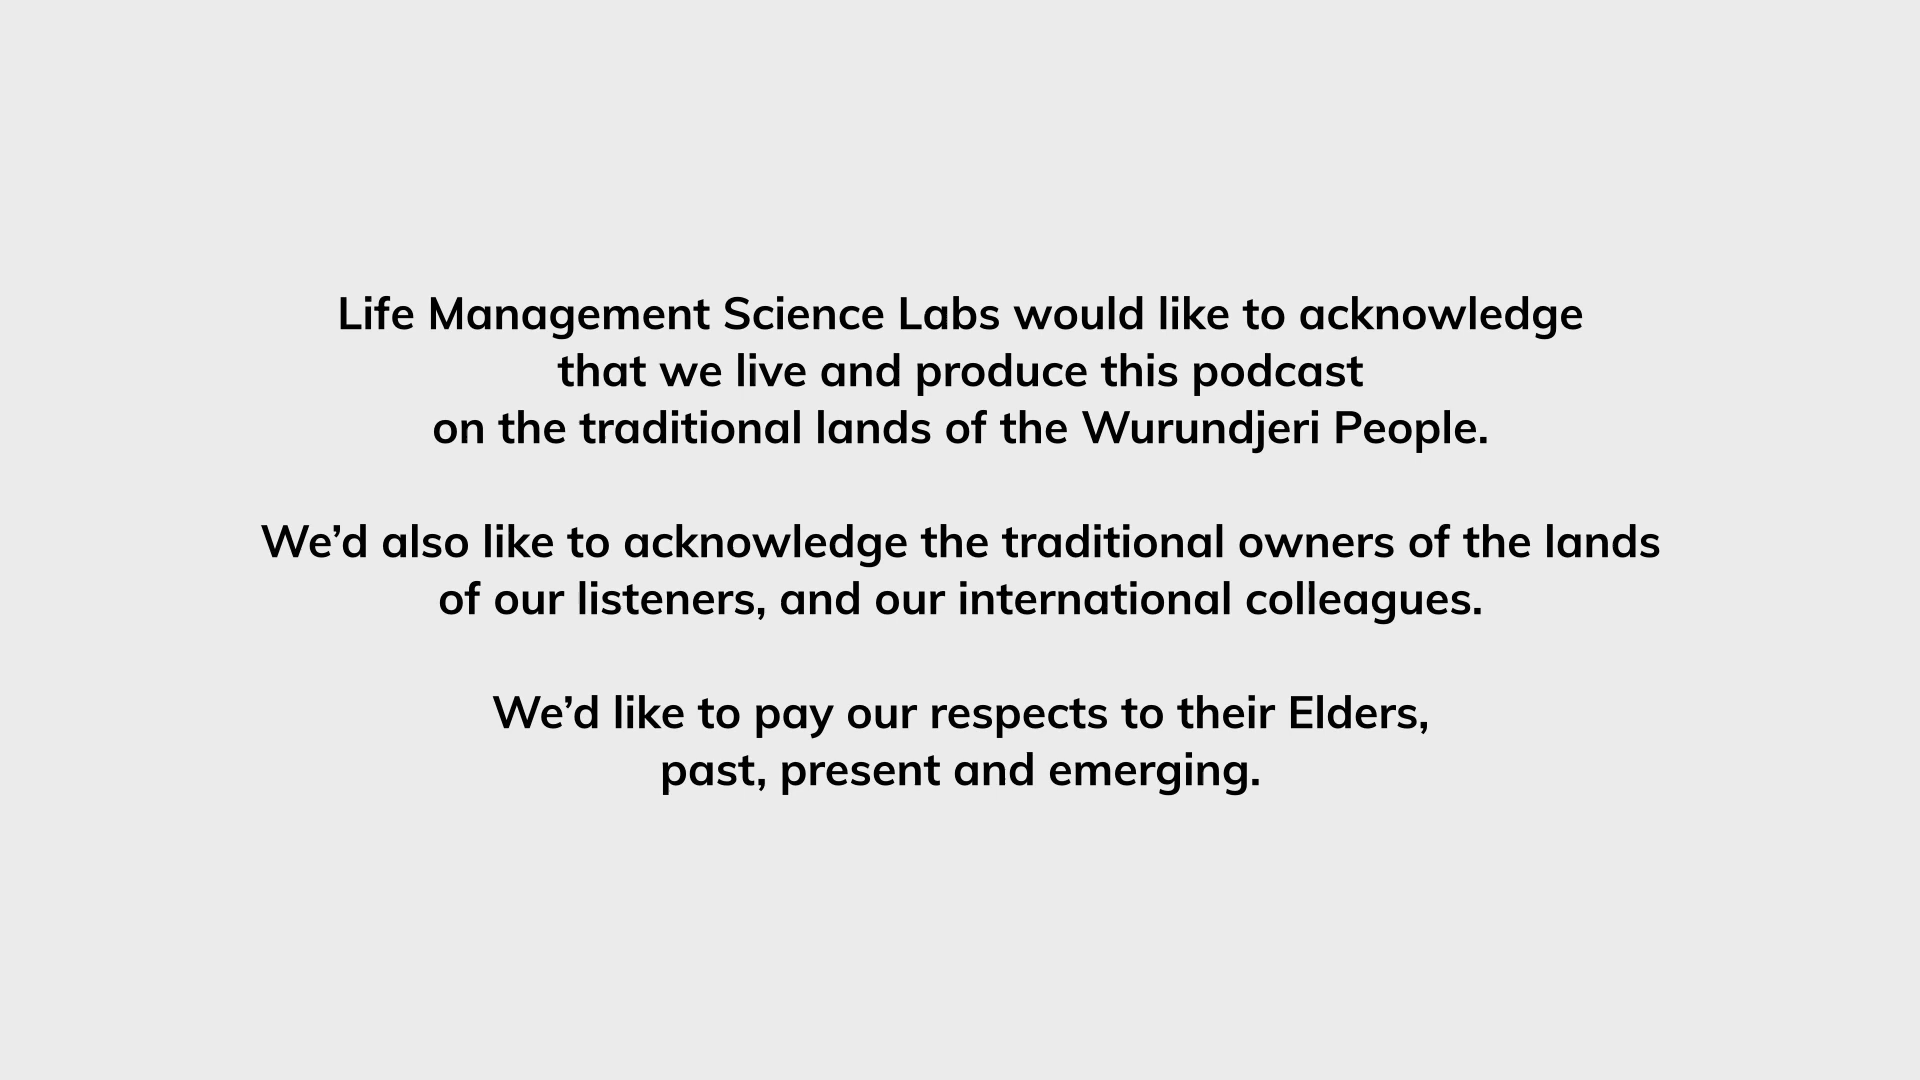 Life Management Science Labs would like to acknowledge
that we live and produce this podcast
on the traditional lands of the Wurundjeri People.
We’d also like to acknowledge the traditional owners of the lands
of our listeners, and our international colleagues.
We’d like to pay our respects to their Elders,
past, present and emerging.